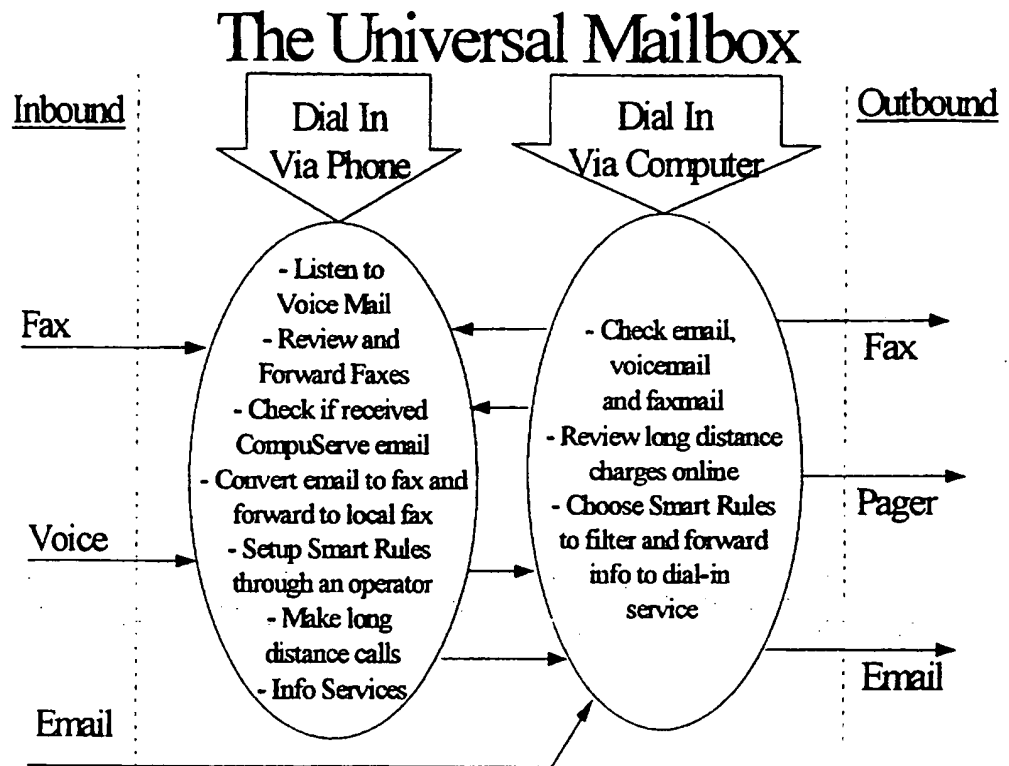 The Universal Mailbox
Inbound
Dial In
Via Phone
Dial In
Via Computer
Outbound
Fax
Voice
Email
- Listen to
Voice Mail
- Review and
Forward Faxes
- Check if received
CompuServe email
- Convert email to fax and
forward to local fax
- Setup Smart Rules
through an operator
- Make long
distance calls
- Info Services
- Check email,
voicemail
and faxmail
- Review long distance
charges online
- Choose Smart Rules
to filter and forward
info to dial-in
service
Fax
Pager
Email